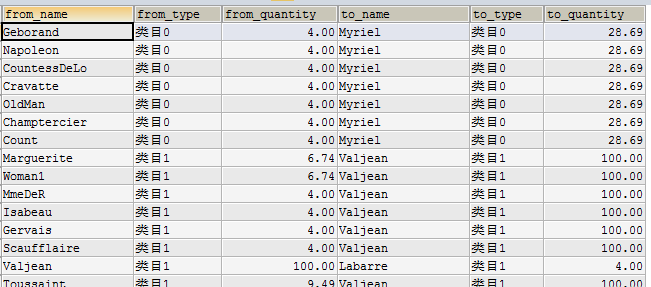 from_name from_type from_quantity to_name to_type to_quantity
Geborand 类目0 4.00 Myriel 类目0 28.69
Napoleon 类目0 4.00 Myriel 类目0 28.69
CountessDeLo 类目0 4.00 Myriel 类目0 28.69
Cravatte 类目0 4.00 Myriel 类目0 28.69
OldMan 类目0 4.00 Myriel 类目0 28.69
Champtercier 类目0 4.00 Myriel 类目0 28.69
Count 类目0 4.00 Myriel 类目0 28.69
Marguerite 类目1 6.74 Valjean 类目1 100.00
Woman1 类目1 6.74 Valjean 类目1 100.00
MmeDeR 类目1 4.00 Valjean 类目1 100.00
Isabeau 类目1 4.00 Valjean 类目1 100.00
Gervais 类目1 4.00 Valjean 类目1 100.00
Scaufflaire 类目1 4.00 Valjean 类目1 100.00
Valjean 类目1 100.00 Labarre 类目1 4.00
Toussaint 类目1 9.49 Valjean 类目1 100.00